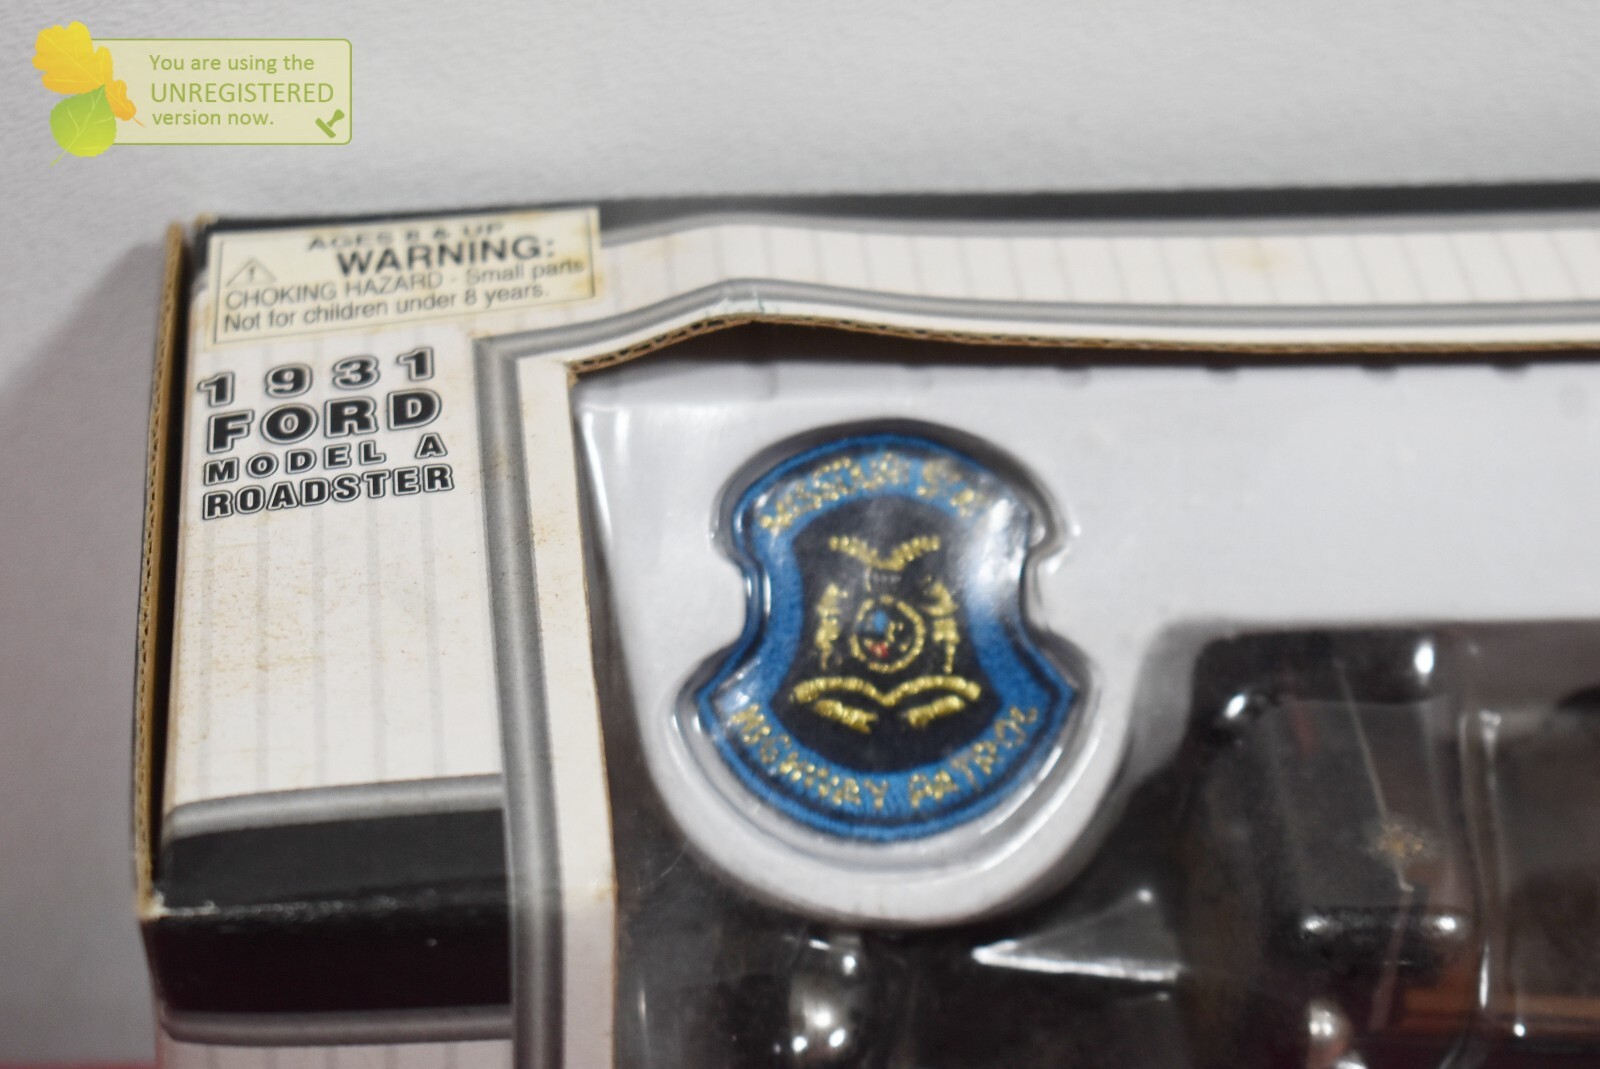 You are using the
UNREGISTERED
version now.
AGES 8 & UP
WARNING:
CHOKING HAZARD - Small parts
Not for children under 8 years.
1931
FORD
MODEL A
ROADSTER
HIGHWAY PATROL